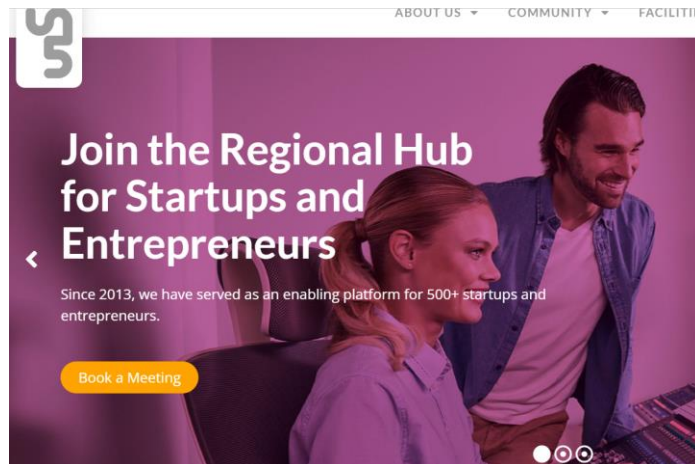 ABOUT US
COMMUNITY
Join the Regional Hub
for Startups and
Entrepreneurs
Since 2013, we have served as an enabling platform for 500+ startups and
entrepreneurs.
Book a Meeting